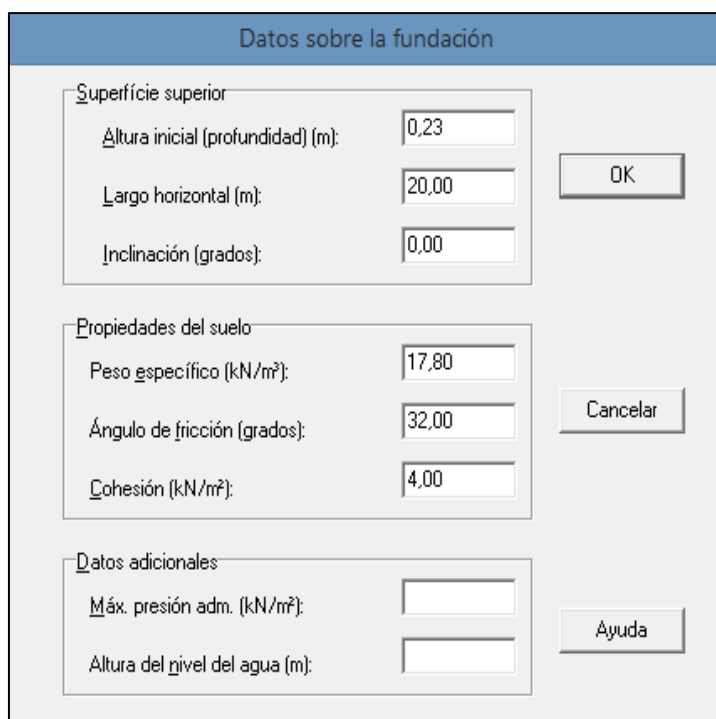 Datos sobre la fundación
Superfície superior
Altura inicial (profundidad) (m): 0,23
Largo horizontal (m): 20,00
Inclinación (grados): 0,00
OK
Propiedades del suelo
Peso específico (kN/m³): 17,80
Ángulo de fricción (grados): 32,00
Cohesión (kN/m²): 4,00
Cancelar
Datos adicionales
Máx. presión adm. (kN/m²):
Altura del nivel del agua (m):
Ayuda